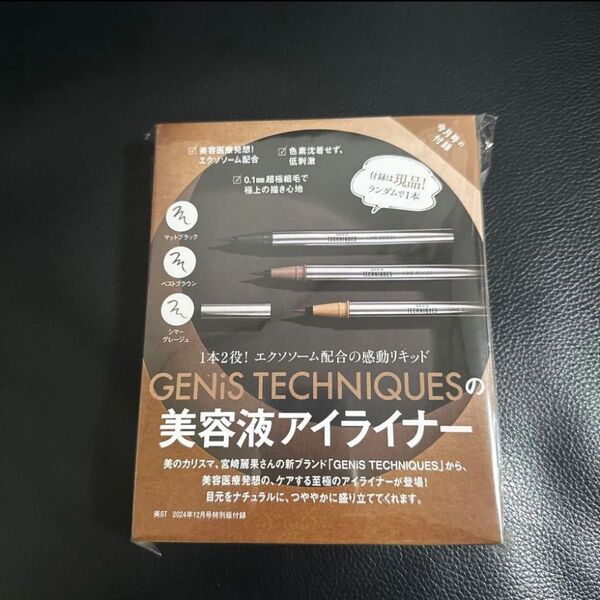 今月号の
付録
美容医療発想!
エクソソーム配合
色素沈着せず、
低刺激
0.1mm超極細毛で
極上の描き心地
付録は現品!
ランダムで1本
マットブラック
ベストブラウン
シマー
グレージュ
GENiS
TECHNIQUES LINE BOOST
GENiS
TECHNIQUES LINE BOOST
GENiS
TECHNIQUES
1本2役! エクソソーム配合の感動リキッド
GENiS TECHNIQUESの
美容液アイライナー
美のカリスマ、宮崎麗果さんの新ブランド「GENiS TECHNIQUES」から、
美容医療発想の、ケアする至極のアイライナーが登場!
目元をナチュラルに、つややかに盛り立ててくれます。
美ST 2024年12月号特別版付録